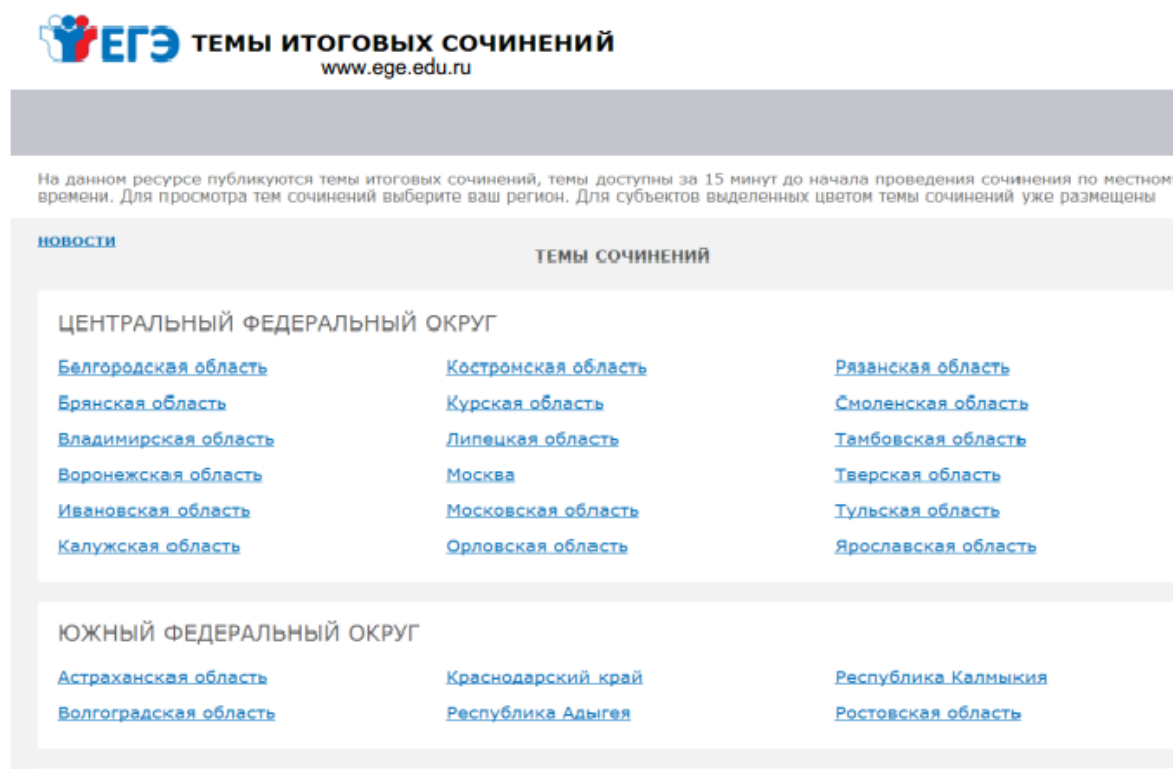 ЕГЭ ТЕМЫ ИТОГОВЫХ СОЧИНЕНИЙ
www.ege.edu.ru
На данном ресурсе публикуются темы итоговых сочинений, темы доступны за 15 минут до начала проведения сочинения по местном
времени. Для просмотра тем сочинений выберите ваш регион. Для субъектов выделенных цветом темы сочинений уже размещены
НОВОСТИ
ТЕМЫ СОЧИНЕНИЙ
ЦЕНТРАЛЬНЫЙ ФЕДЕРАЛЬНЫЙ ОКРУГ
Белгородская область Костромская область Рязанская область
Брянская область Курская область Смоленская область
Владимирская область Липецкая область Тамбовская область
Воронежская область Москва Тверская область
Ивановская область Московская область Тульская область
Калужская область Орловская область Ярославская область
ЮЖНЫЙ ФЕДЕРАЛЬНЫЙ ОКРУГ
Астраханская область Краснодарский край Республика Калмыкия
Волгоградская область Республика Адыгея Ростовская область